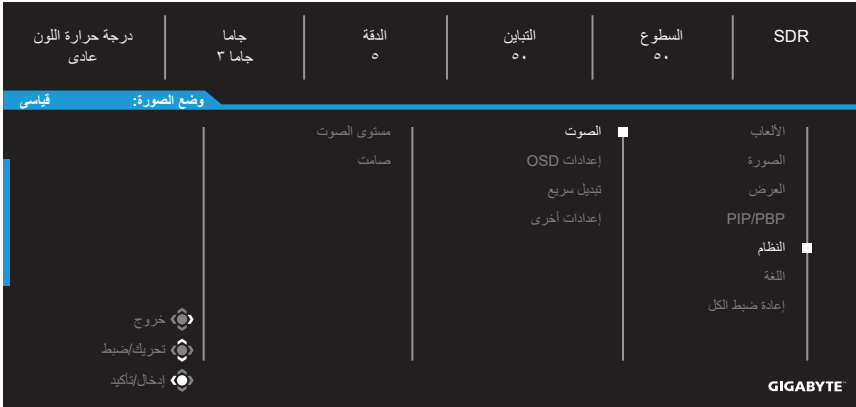 SDR
السطوع
٥٠
التباين
٥٠
الدقة
٥
جاما
جاما ٣
درجة حرارة اللون
عادى
وضع الصورة: قياسى
الألعاب
الصورة
العرض
PIP/PBP
النظام
اللغة
إعادة ضبط الكل
الصوت
إعدادات OSD
تبديل سريع
إعدادات أخرى
مستوى الصوت
صامت
خروج
تحريك/ضبط
إدخال/تأكيد
GIGABYTE™